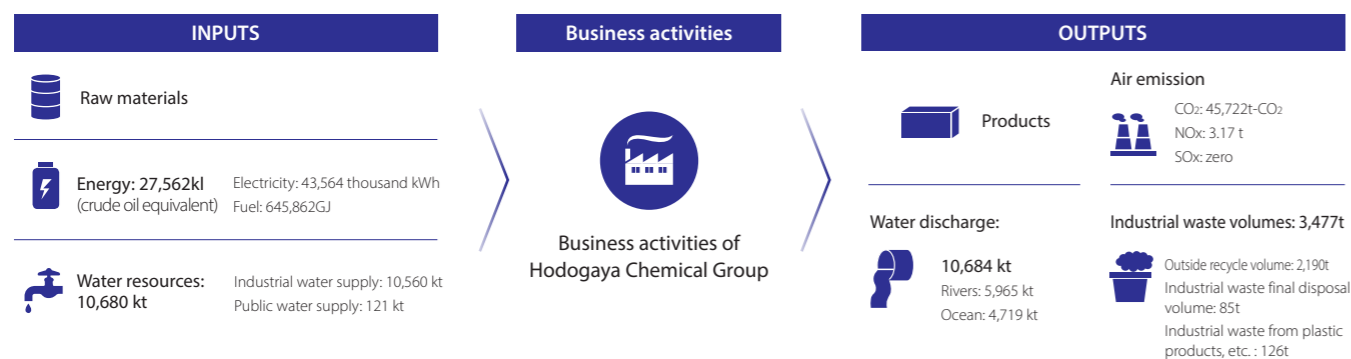 INPUTS
Raw materials
Energy: 27,562kl
(crude oil equivalent)
Electricity: 43,564 thousand kWh
Fuel: 645,862GJ
Water resources:
10,680 kt
Industrial water supply: 10,560 kt
Public water supply: 121 kt
Business activities
Business activities of
Hodogaya Chemical Group
OUTPUTS
Products
Air emission
CO2: 45,722t-CO2
NOx: 3.17 t
SOx: zero
Water discharge:
10,684 kt
Rivers: 5,965 kt
Ocean: 4,719 kt
Industrial waste volumes: 3,477t
Outside recycle volume: 2,190t
Industrial waste final disposal
volume: 85t
Industrial waste from plastic
products, etc. : 126t